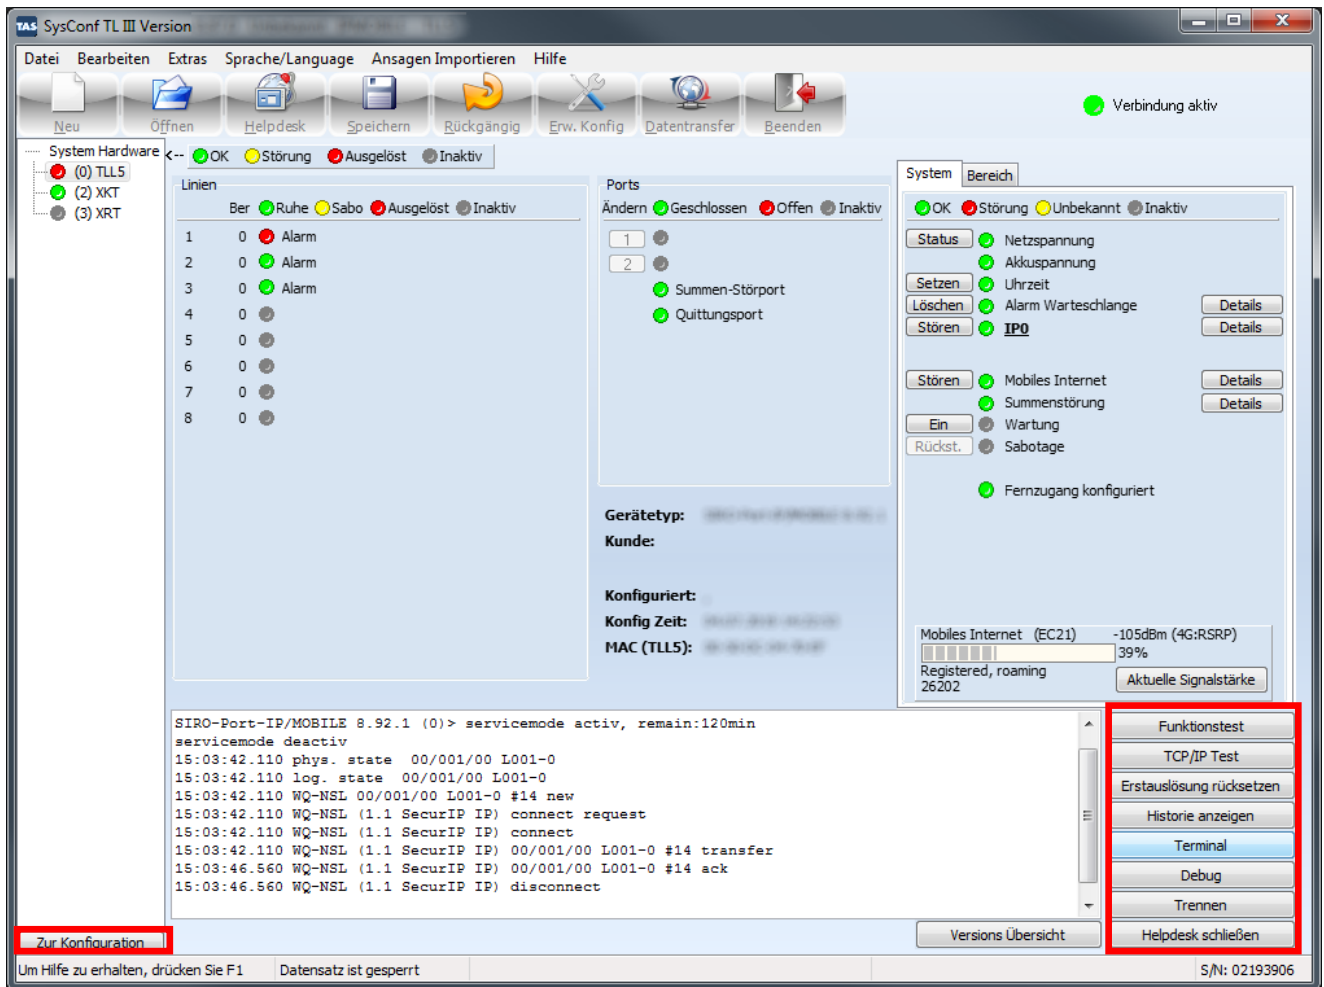 TAS SysConf TL III Version
Datei Bearbeiten Extras Sprache/Language Ansagen Importieren Hilfe
Neu Öffnen Helpdesk Speichern Rückgängig Erw. Konfig Datentransfer Beenden
Verbindung aktiv
System Hardware
(0) TLL5
(2) XKT
(3) XRT
<-- OK Störung Ausgelöst Inaktiv
Linien
Ber Ruhe Sabo Ausgelöst Inaktiv
1 0 Alarm
2 0 Alarm
3 0 Alarm
4 0
5 0
6 0
7 0
8 0
Ports
Ändern Geschlossen Offen Inaktiv
1
2
Summen-Störport
Quittungsport
Gerätetyp:
Kunde:
Konfiguriert:
Konfig Zeit:
MAC (TLL5):
System Bereich
OK Störung Unbekannt Inaktiv
Status Netzspannung
Akkuspannung
Setzen Uhrzeit
Löschen Alarm Warteschlange Details
Stören IP0 Details
Stören Mobiles Internet Details
Summenstörung Details
Ein Wartung
Rückst. Sabotage
Fernzugang konfiguriert
Mobiles Internet (EC21) -105dBm (4G:RSRP)
39%
Registered, roaming
26202
Aktuelle Signalstärke
SIRO-Port-IP/MOBILE 8.92.1 (0)> servicemode activ, remain:120min
servicemode deactiv
15:03:42.110 phys. state 00/001/00 L001-0
15:03:42.110 log. state 00/001/00 L001-0
15:03:42.110 WQ-NSL 00/001/00 L001-0 #14 new
15:03:42.110 WQ-NSL (1.1 SecurIP IP) connect request
15:03:42.110 WQ-NSL (1.1 SecurIP IP) connect
15:03:42.110 WQ-NSL (1.1 SecurIP IP) 00/001/00 L001-0 #14 transfer
15:03:46.560 WQ-NSL (1.1 SecurIP IP) 00/001/00 L001-0 #14 ack
15:03:46.560 WQ-NSL (1.1 SecurIP IP) disconnect
Funktionstest
TCP/IP Test
Erstauslösung rücksetzen
Historie anzeigen
Terminal
Debug
Trennen
Zur Konfiguration
Versions Übersicht
Helpdesk schließen
Um Hilfe zu erhalten, drücken Sie F1 Datensatz ist gesperrt S/N: 02193906